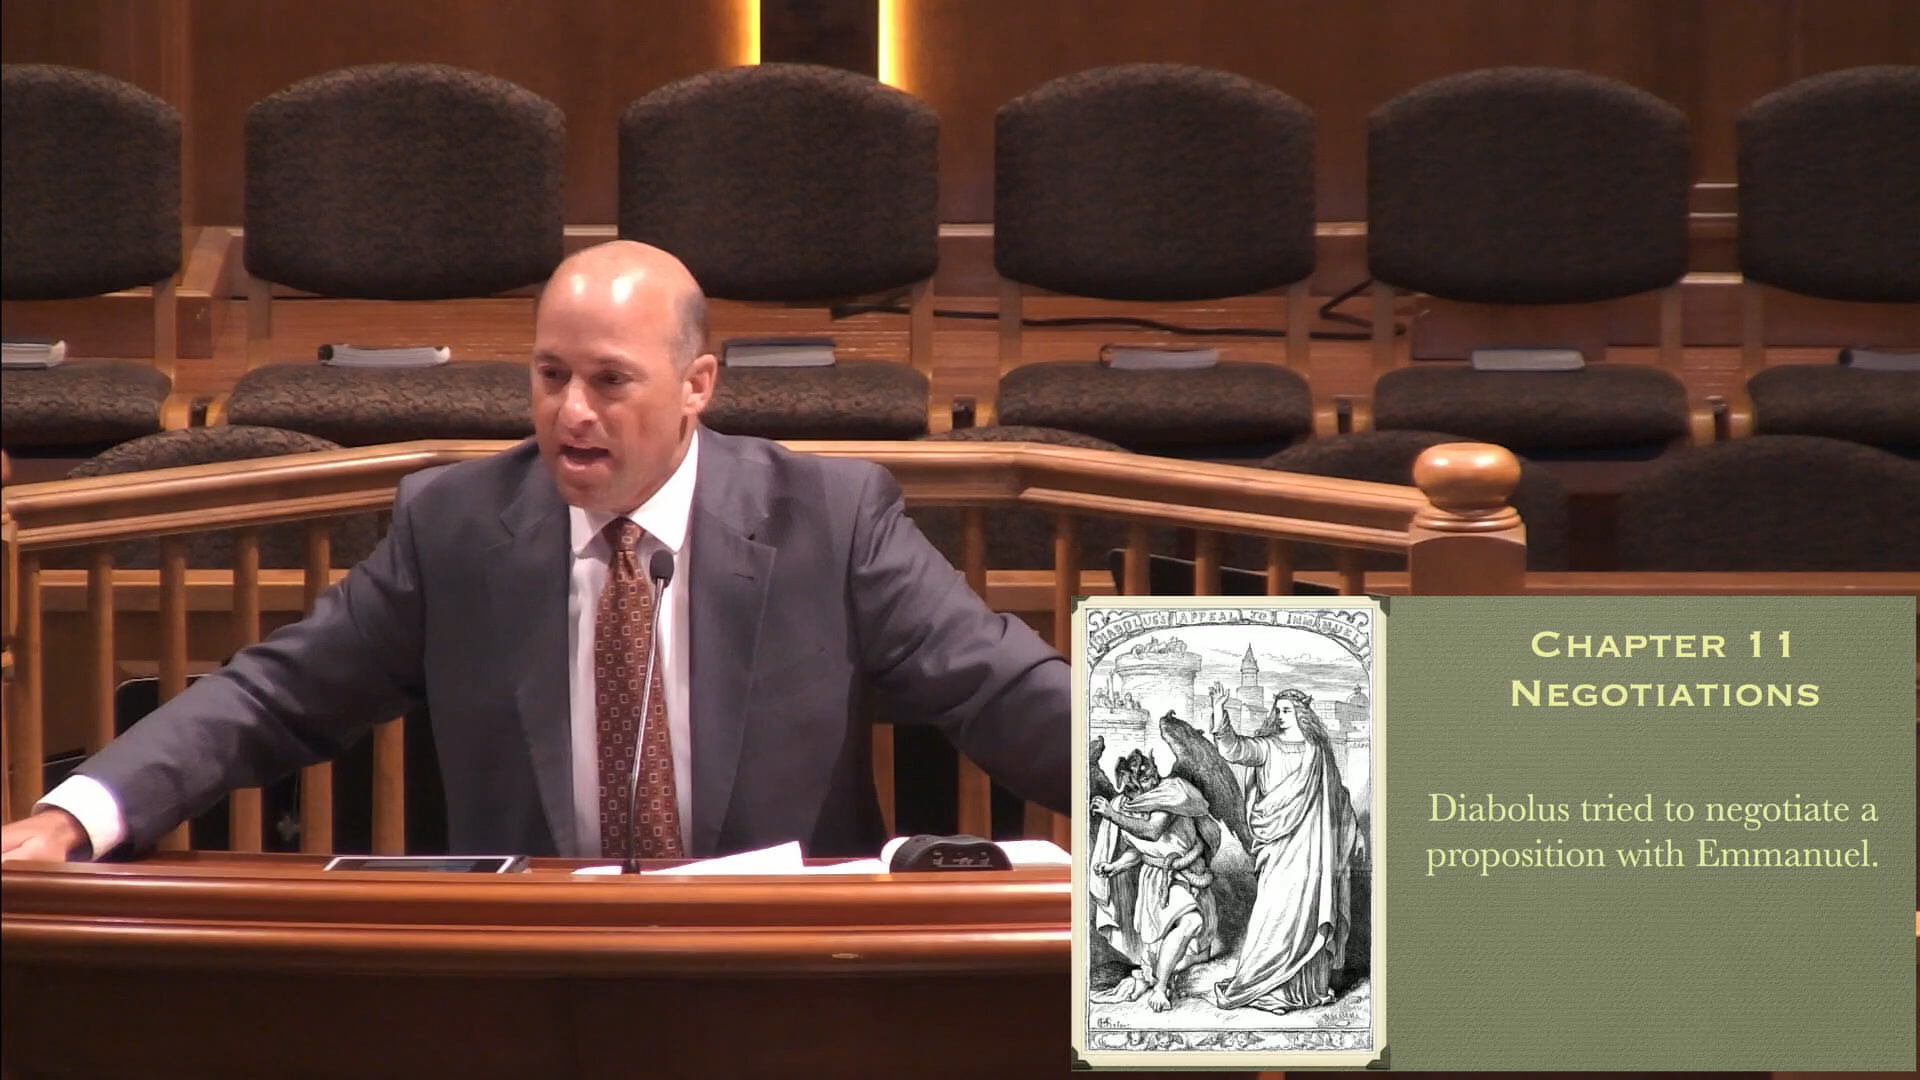 DIABOLUS'S APPEAL TO IMMANUEL
CHAPTER 11
NEGOTIATIONS
Diabolus tried to negotiate a
proposition with Emmanuel.